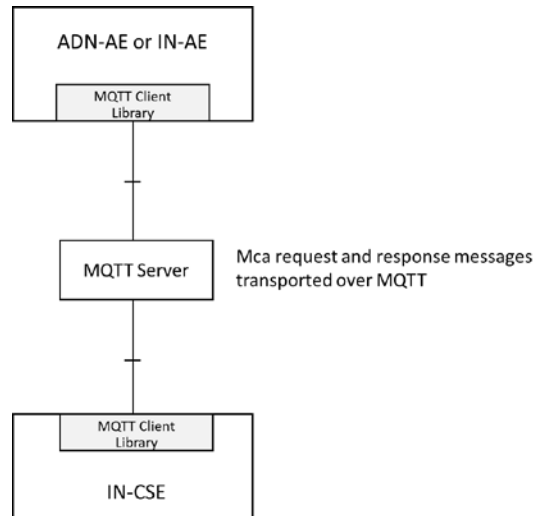 ADN-AE or IN-AE
MQTT Client
Library
MQTT Server
Mca request and response messages
transported over MQTT
MQTT Client
Library
IN-CSE